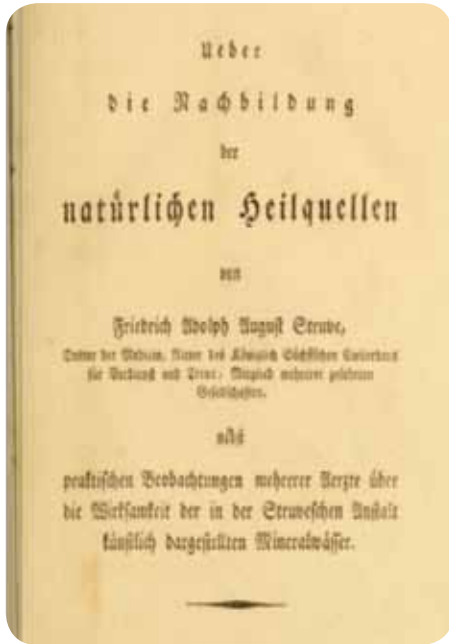 Ueber
die Nachbildung
der
natürlichen Heilquellen
von
Friedrich Adolph August Struve,
Doktor der Medicin, Ritter des Königlich Sächsischen
für Verdienst und Treue, Mitglied mehrerer gelehrten
Gesellschaften.
nebst
praktischen Beobachtungen mehrerer Aerzte über
die Wirksamkeit der in der Struveschen Anstalt
künstlich dargestellten Mineralwässer.